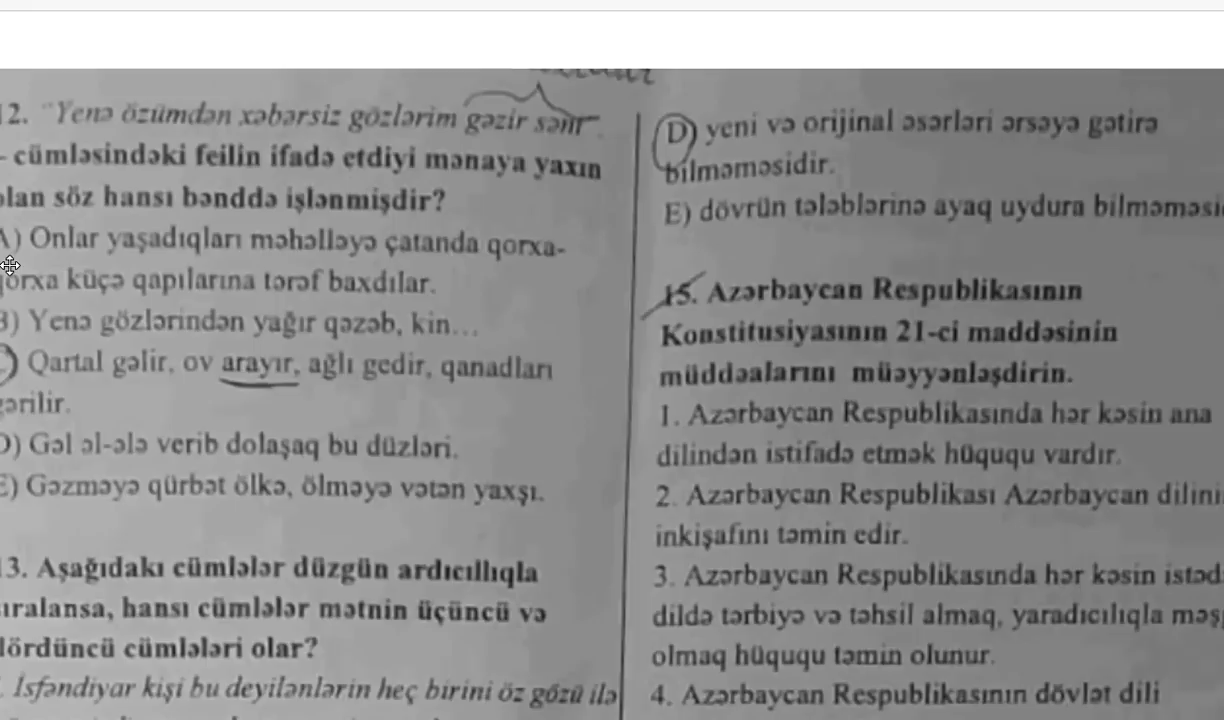 12. "Yenə özümdən xəbərsiz gözlərim gəzir səni".
- cümləsindəki feilin ifadə etdiyi mənaya yaxın
olan söz hansı bənddə işlənmişdir?
A) Onlar yaşadıqları məhəlləyə çatanda qorxa-
qorxa küçə qapılarına tərəf baxdılar.
B) Yenə gözlərindən yağır qəzəb, kin...
C) Qartal gəlir, ov arayır, ağlı gedir, qanadları
gərilir.
D) Gəl əl-ələ verib dolaşaq bu düzləri.
E) Gəzməyə qürbət ölkə, ölməyə vətən yaxşı.
13. Aşağıdakı cümlələr düzgün ardıcıllıqla
sıralansa, hansı cümlələr mətnin üçüncü və
dördüncü cümlələri olar?
. İsfəndiyar kişi bu deyilənlərin heç birini öz gözü ilə
D) yeni və orijinal əsərləri ərsəyə gətirə
bilməməsidir.
E) dövrün tələblərinə ayaq uydura bilməməsi
15. Azərbaycan Respublikasının
Konstitusiyasının 21-ci maddəsinin
müddəalarını müəyyənləşdirin.
1. Azərbaycan Respublikasında hər kəsin ana
dilindən istifadə etmək hüququ vardır.
2. Azərbaycan Respublikası Azərbaycan dilini
inkişafını təmin edir.
3. Azərbaycan Respublikasında hər kəsin istəd
dildə tərbiyə və təhsil almaq, yaradıcılıqla məş
olmaq hüququ təmin olunur.
4. Azərbaycan Respublikasının dövlət dili